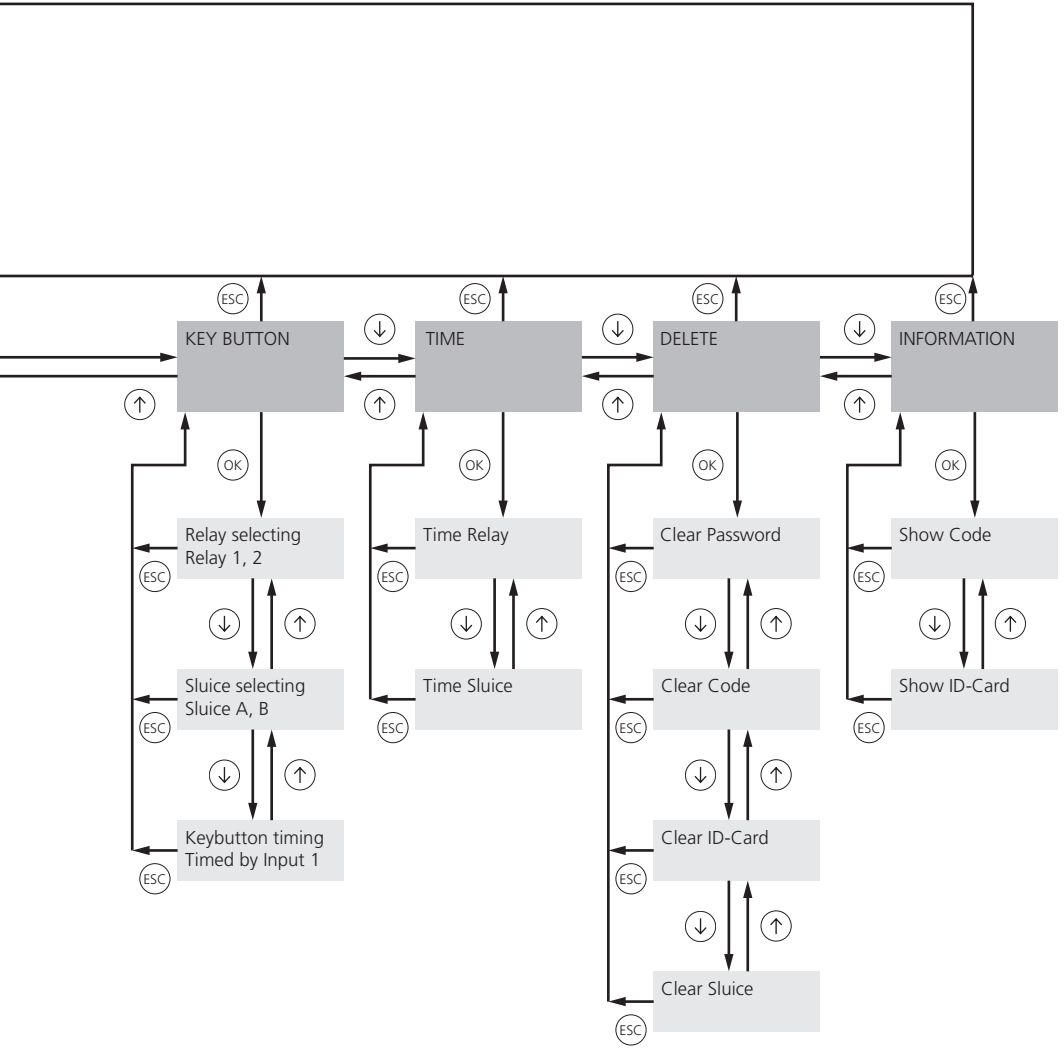 ESC
ESC
ESC
ESC
KEY BUTTON
↓
TIME
↓
DELETE
↓
INFORMATION
↑
↑
↑
↑
OK
OK
OK
OK
Relay selecting
Relay 1, 2
Time Relay
Clear Password
Show Code
ESC
ESC
ESC
ESC
↓
↑
↓
↑
↓
↑
↓
↑
Sluice selecting
Sluice A, B
Time Sluice
Clear Code
Show ID-Card
ESC
ESC
ESC
ESC
↓
↑
↓
↑
Keybutton timing
Timed by Input 1
Clear ID-Card
ESC
ESC
↓
↑
Clear Sluice
ESC